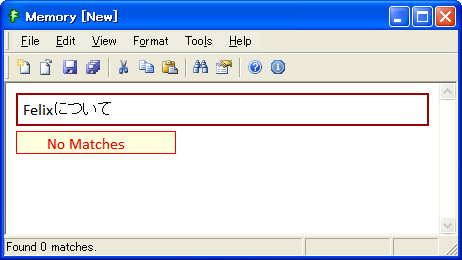 Memory [New]
File Edit View Format Tools Help
Felixについて
No Matches
Found 0 matches.